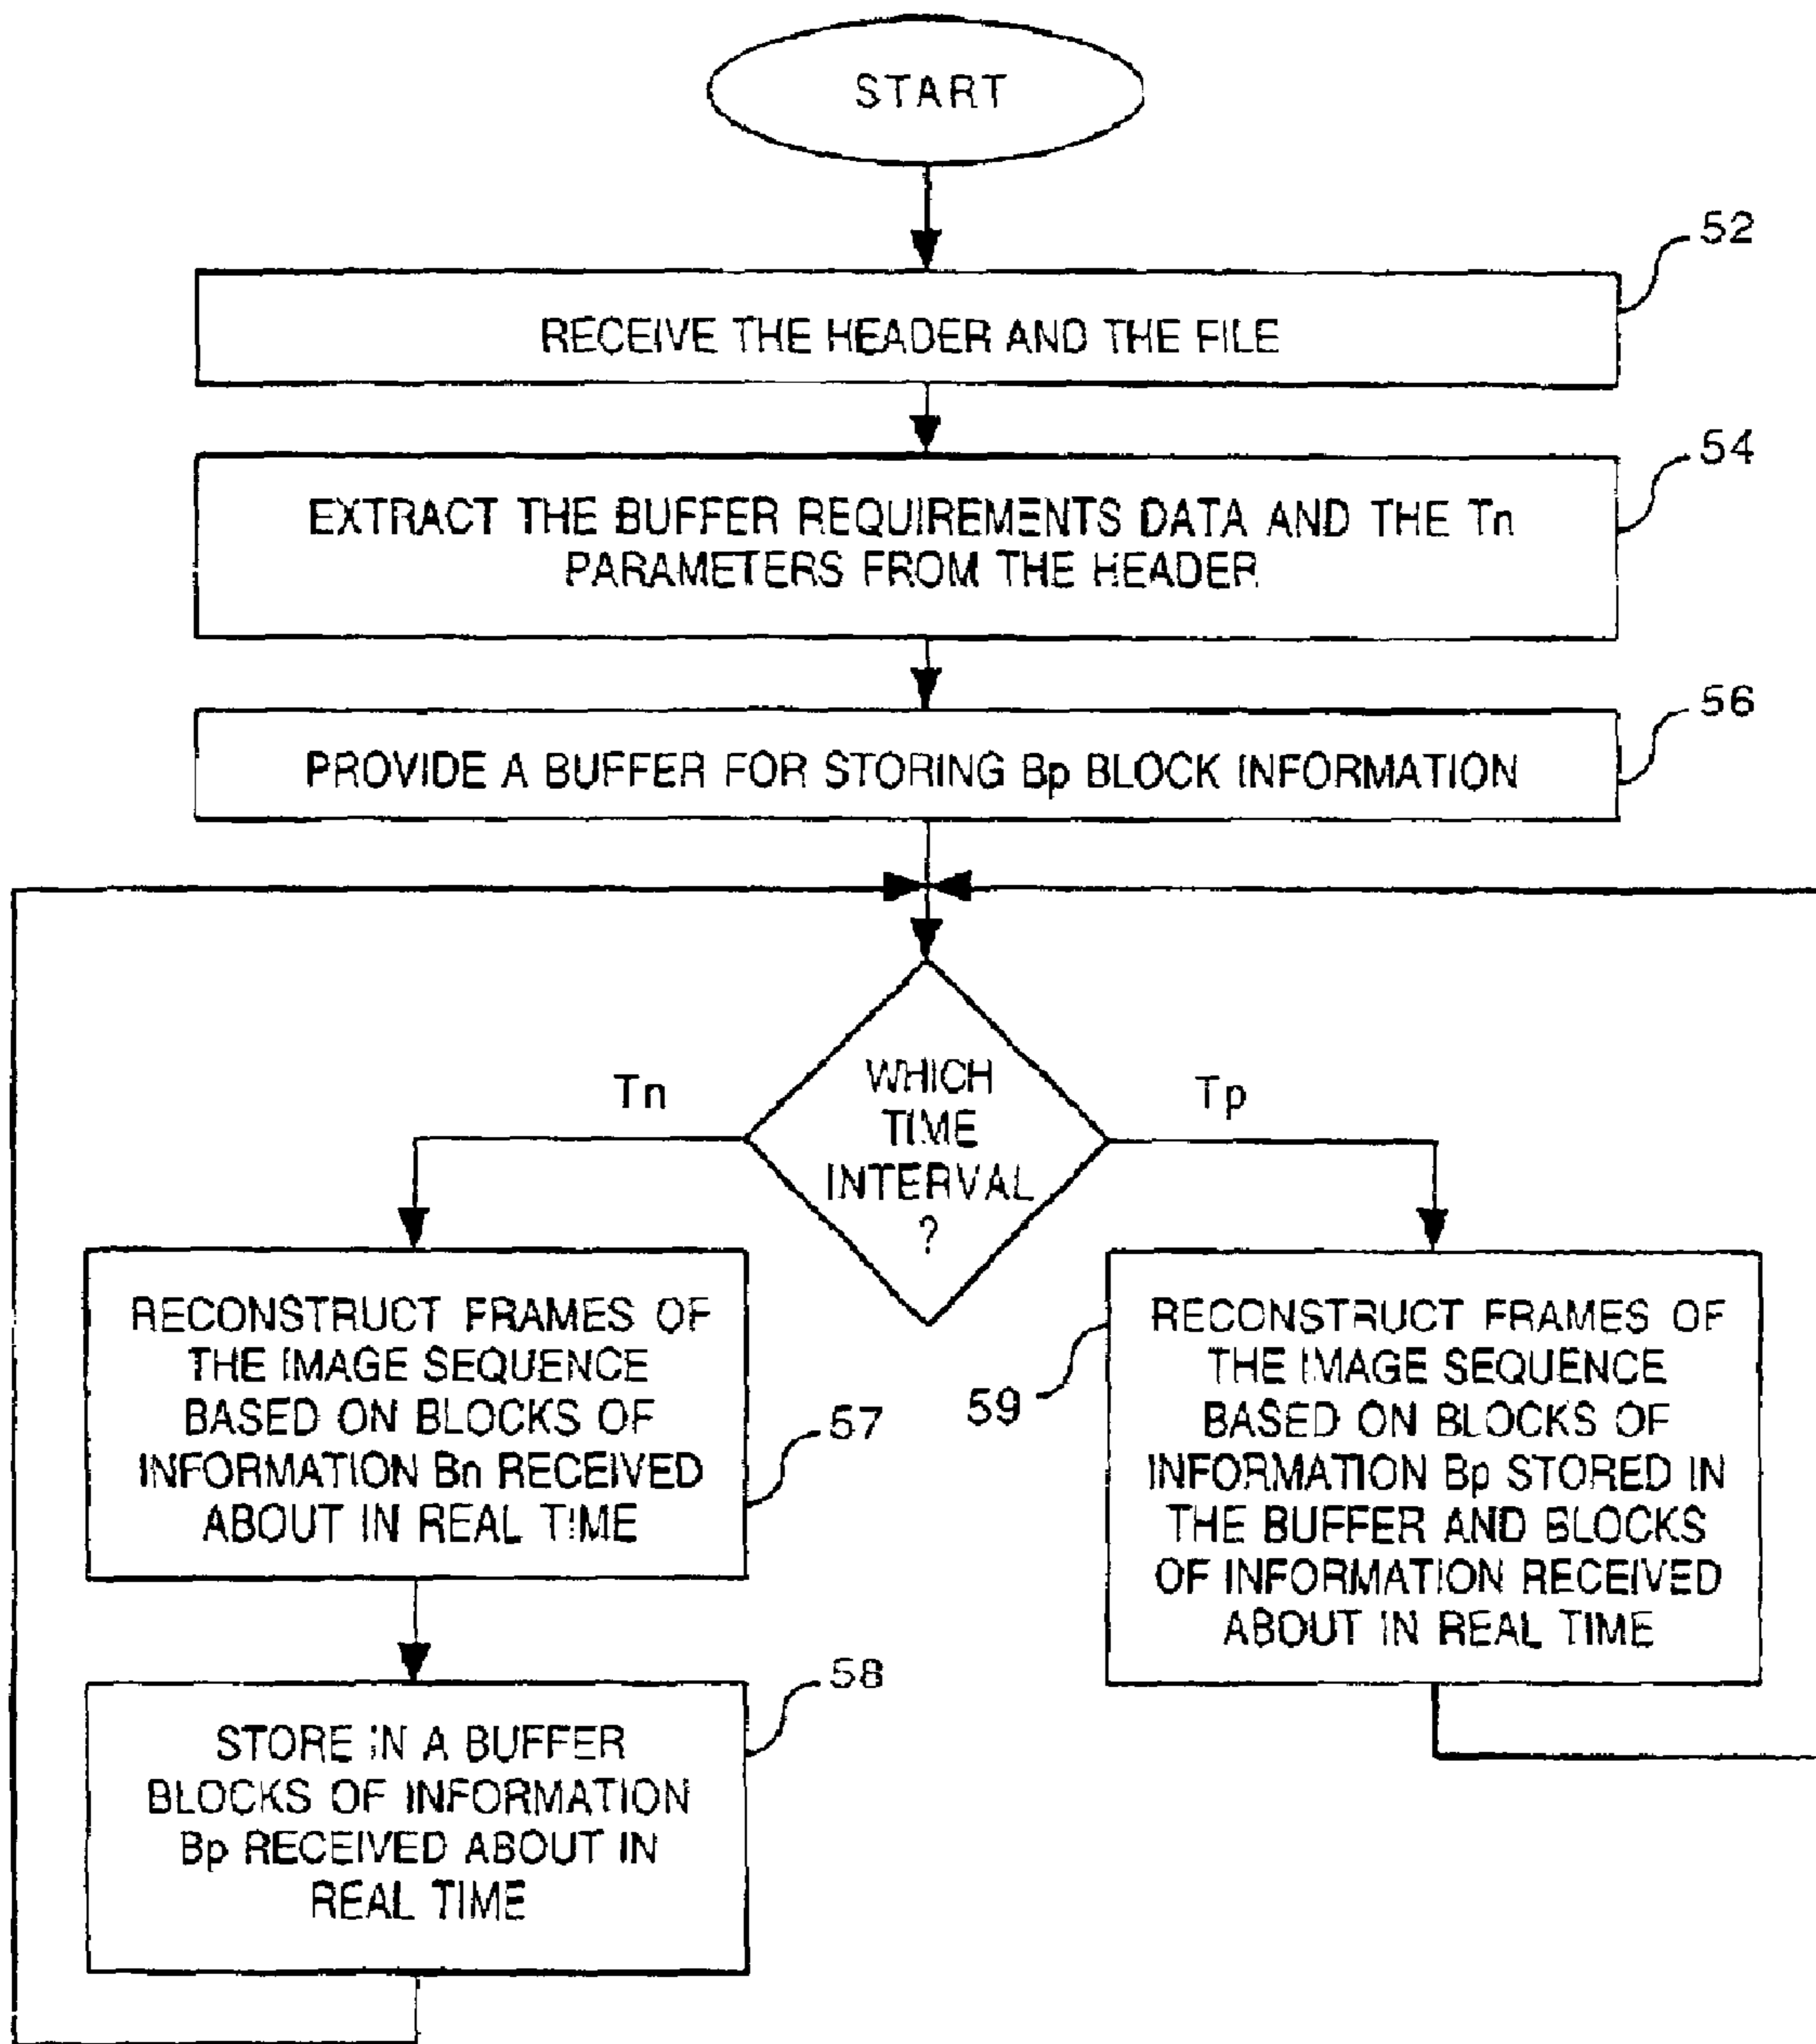 START
52
RECEIVE THE HEADER AND THE FILE
54
EXTRACT THE BUFFER REQUIREMENTS DATA AND THE Tn
PARAMETERS FROM THE HEADER
56
PROVIDE A BUFFER FOR STORING Bp BLOCK INFORMATION
WHICH
TIME
INTERVAL
?
Tn
Tp
RECONSTRUCT FRAMES OF
THE IMAGE SEQUENCE
BASED ON BLOCKS OF
INFORMATION Bn RECEIVED
ABOUT IN REAL TIME
57
59
RECONSTRUCT FRAMES OF
THE IMAGE SEQUENCE
BASED ON BLOCKS OF
INFORMATION Bp STORED IN
THE BUFFER AND BLOCKS
OF INFORMATION RECEIVED
ABOUT IN REAL TIME
58
STORE IN A BUFFER
BLOCKS OF INFORMATION
Bp RECEIVED ABOUT IN
REAL TIME